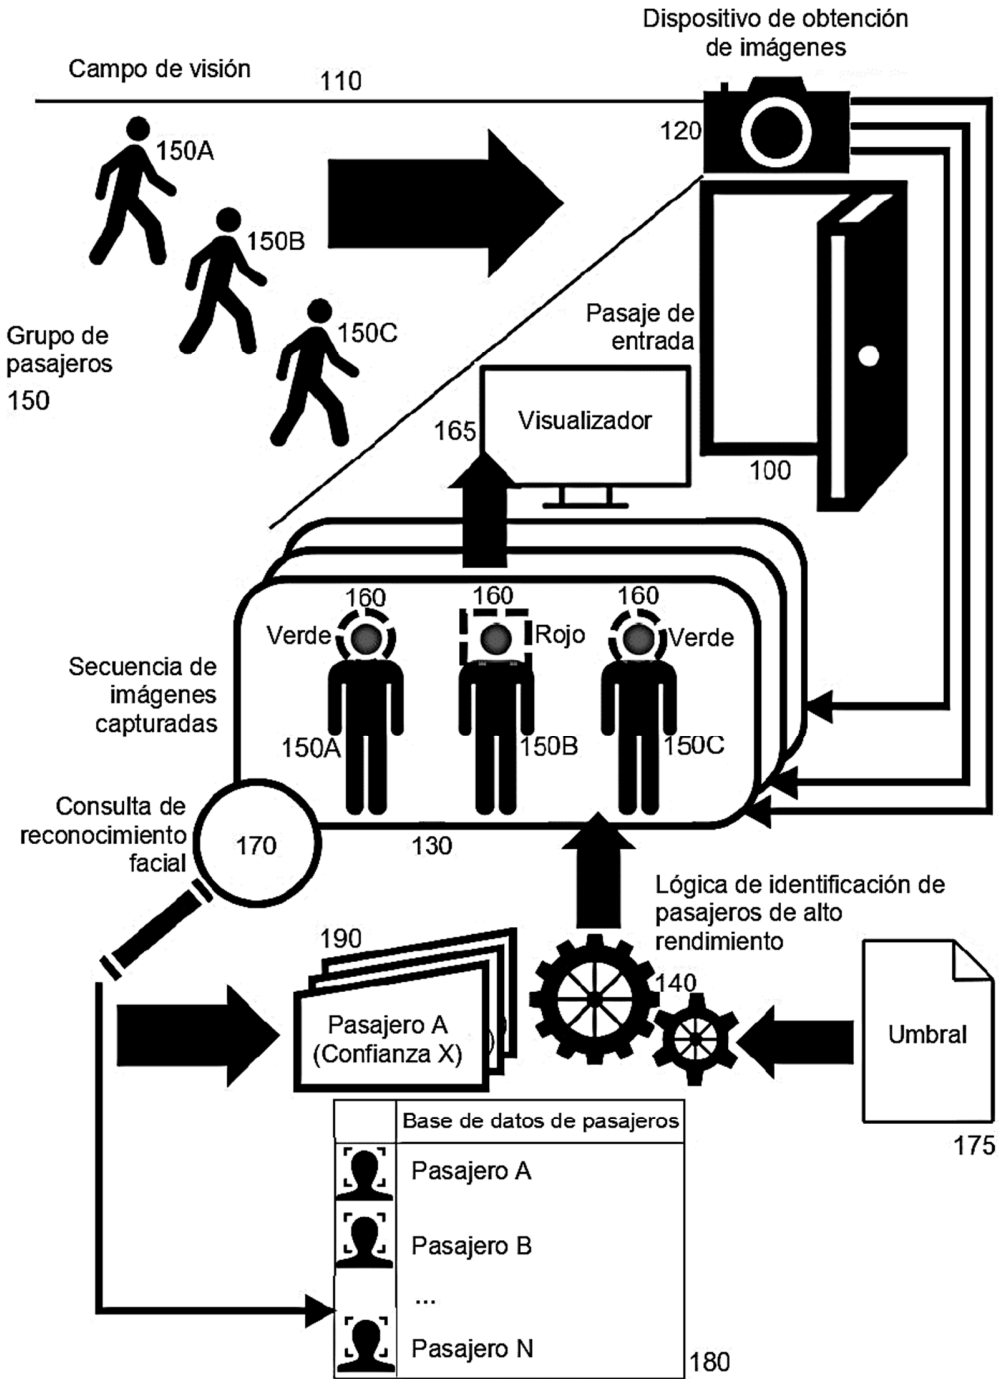 Dispositivo de obtención
de imágenes
Campo de visión
110
120
150A
150B
150C
Grupo de
pasajeros
150
Pasaje de
entrada
100
165
Visualizador
160
160
160
Verde
Rojo
Verde
Secuencia de
imágenes
capturadas
150A
150B
150C
Consulta de
reconocimiento
facial
170
130
Lógica de identificación de
pasajeros de alto
rendimiento
140
190
Pasajero A
(Confianza X)
)
Umbral
175
Base de datos de pasajeros
Pasajero A
Pasajero B
...
Pasajero N
180